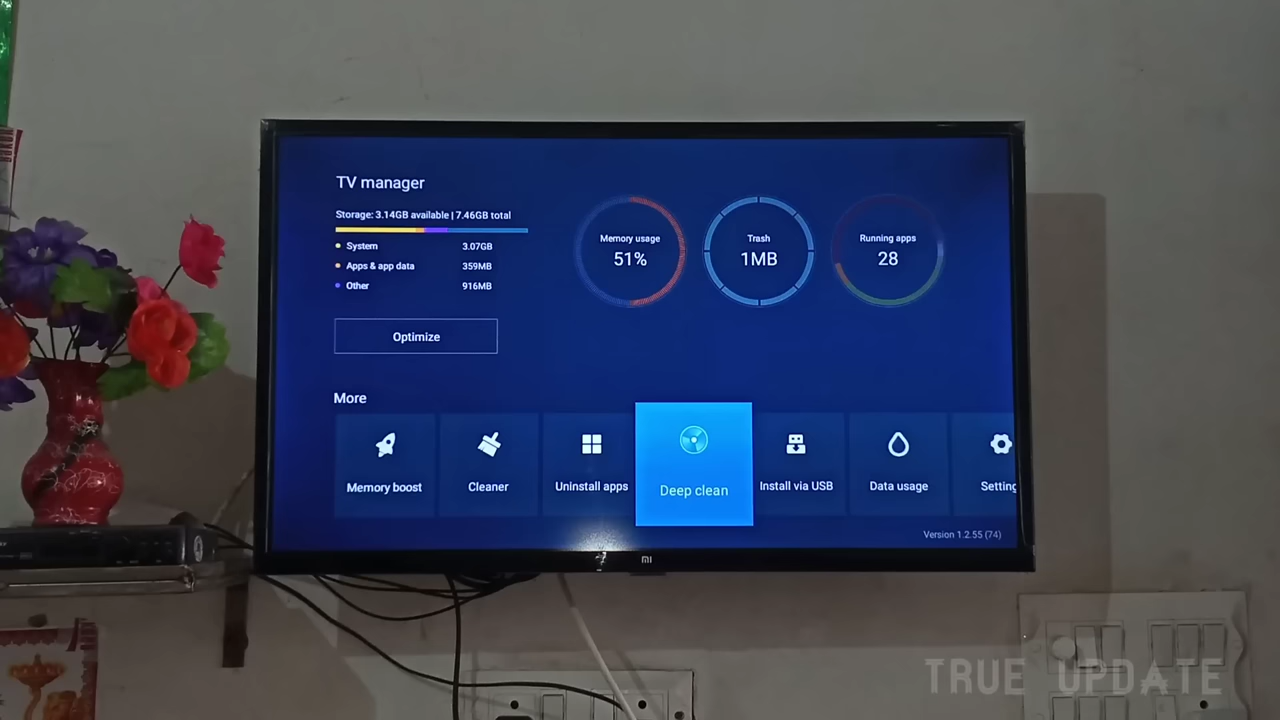 TV manager
Storage: 3.14GB available | 7.46GB total
System 3.07GB
Apps & app data 359MB
Other 916MB
Optimize
Memory usage
51%
Trash
1MB
Running apps
28
More
Memory boost
Cleaner
Uninstall apps
Deep clean
Install via USB
Data usage
Setting
Version 1.2.55 (74)
mi
TRUE UPDATE